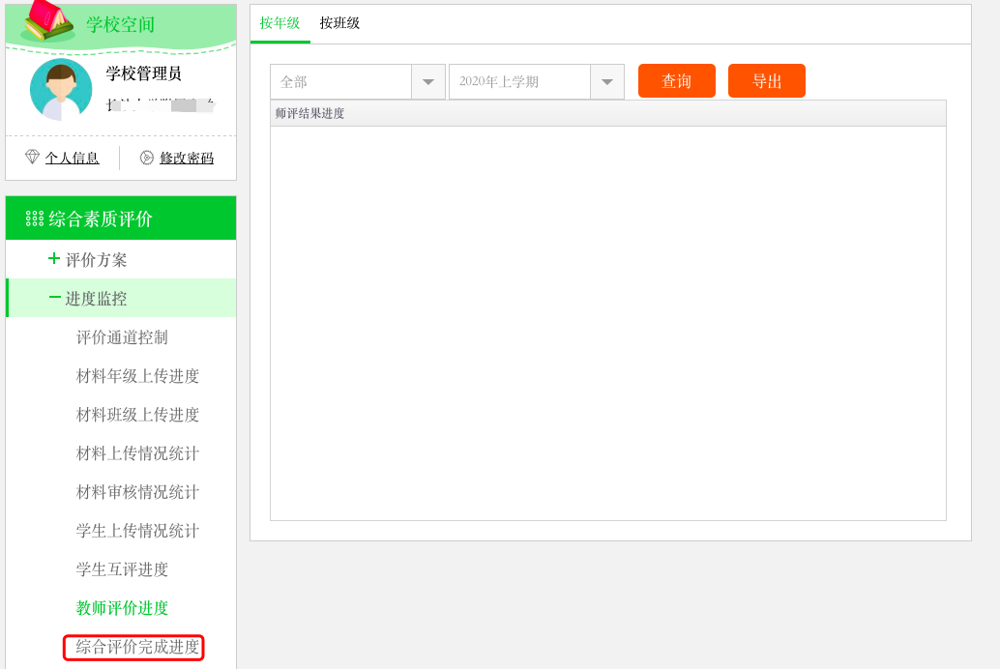 学校空间
学校管理员
个人信息
修改密码
综合素质评价
评价方案
进度监控
评价通道控制
材料年级上传进度
材料班级上传进度
材料上传情况统计
材料审核情况统计
学生上传情况统计
学生互评进度
教师评价进度
综合评价完成进度
按年级 按班级
全部 2020年上学期 查询 导出
师评结果进度